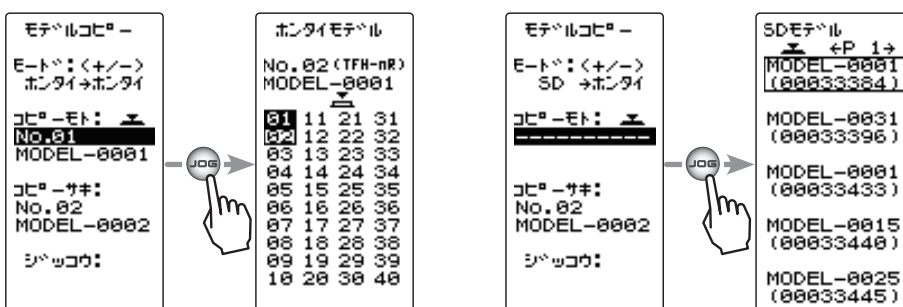 モデルコピー
モード:(+/-)
ホンタイ→ホンタイ
コピーモト:
No.01
MODEL-0001
コピーサキ:
No.02
MODEL-0002
ジッコウ:
JOG
ホンタイモデル
No.02(TFH-nR)
MODEL-0001
01 11 21 31
02 12 22 32
03 13 23 33
04 14 24 34
05 15 25 35
06 16 26 36
07 17 27 37
08 18 28 38
09 19 29 39
10 20 30 40
モデルコピー
モード:(+/-)
SD →ホンタイ
コピーモト:
----------
コピーサキ:
No.02
MODEL-0002
ジッコウ:
JOG
SDモデル
←P 1→
MODEL-0001
(00033384)
MODEL-0031
(00033396)
MODEL-0001
(00033433)
MODEL-0015
(00033440)
MODEL-0025
(00033445)